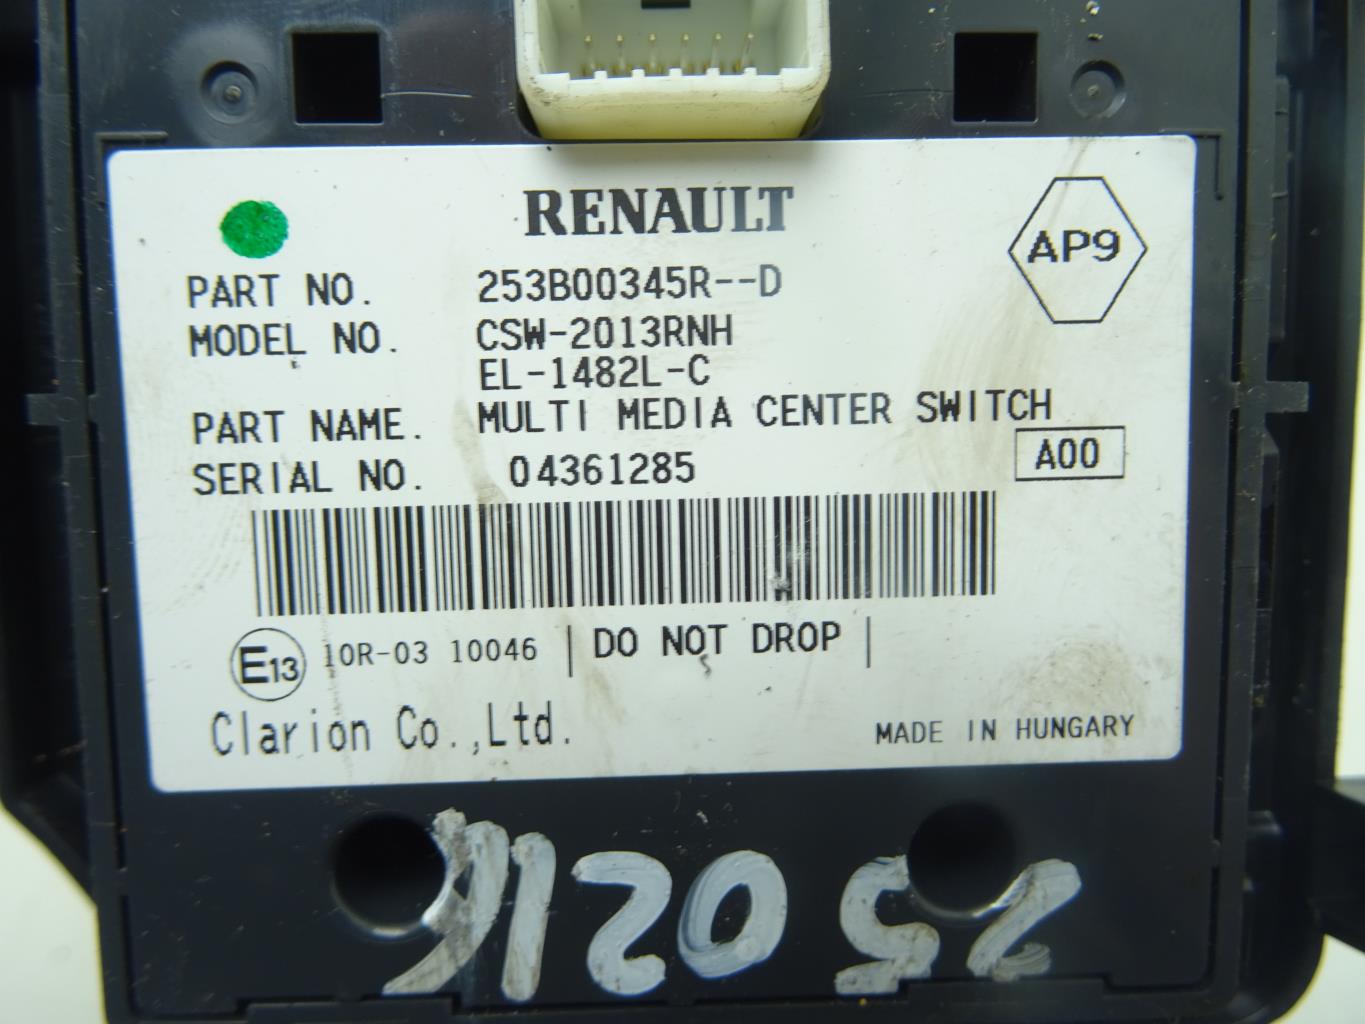 RENAULT
AP9
PART NO. 253B00345R--D
MODEL NO. CSW-2013RNH
EL-1482L-C
PART NAME. MULTI MEDIA CENTER SWITCH
SERIAL NO. 04361285
A00
E13 10R-03 10046 | DO NOT DROP |
Clarion Co.,Ltd.
MADE IN HUNGARY